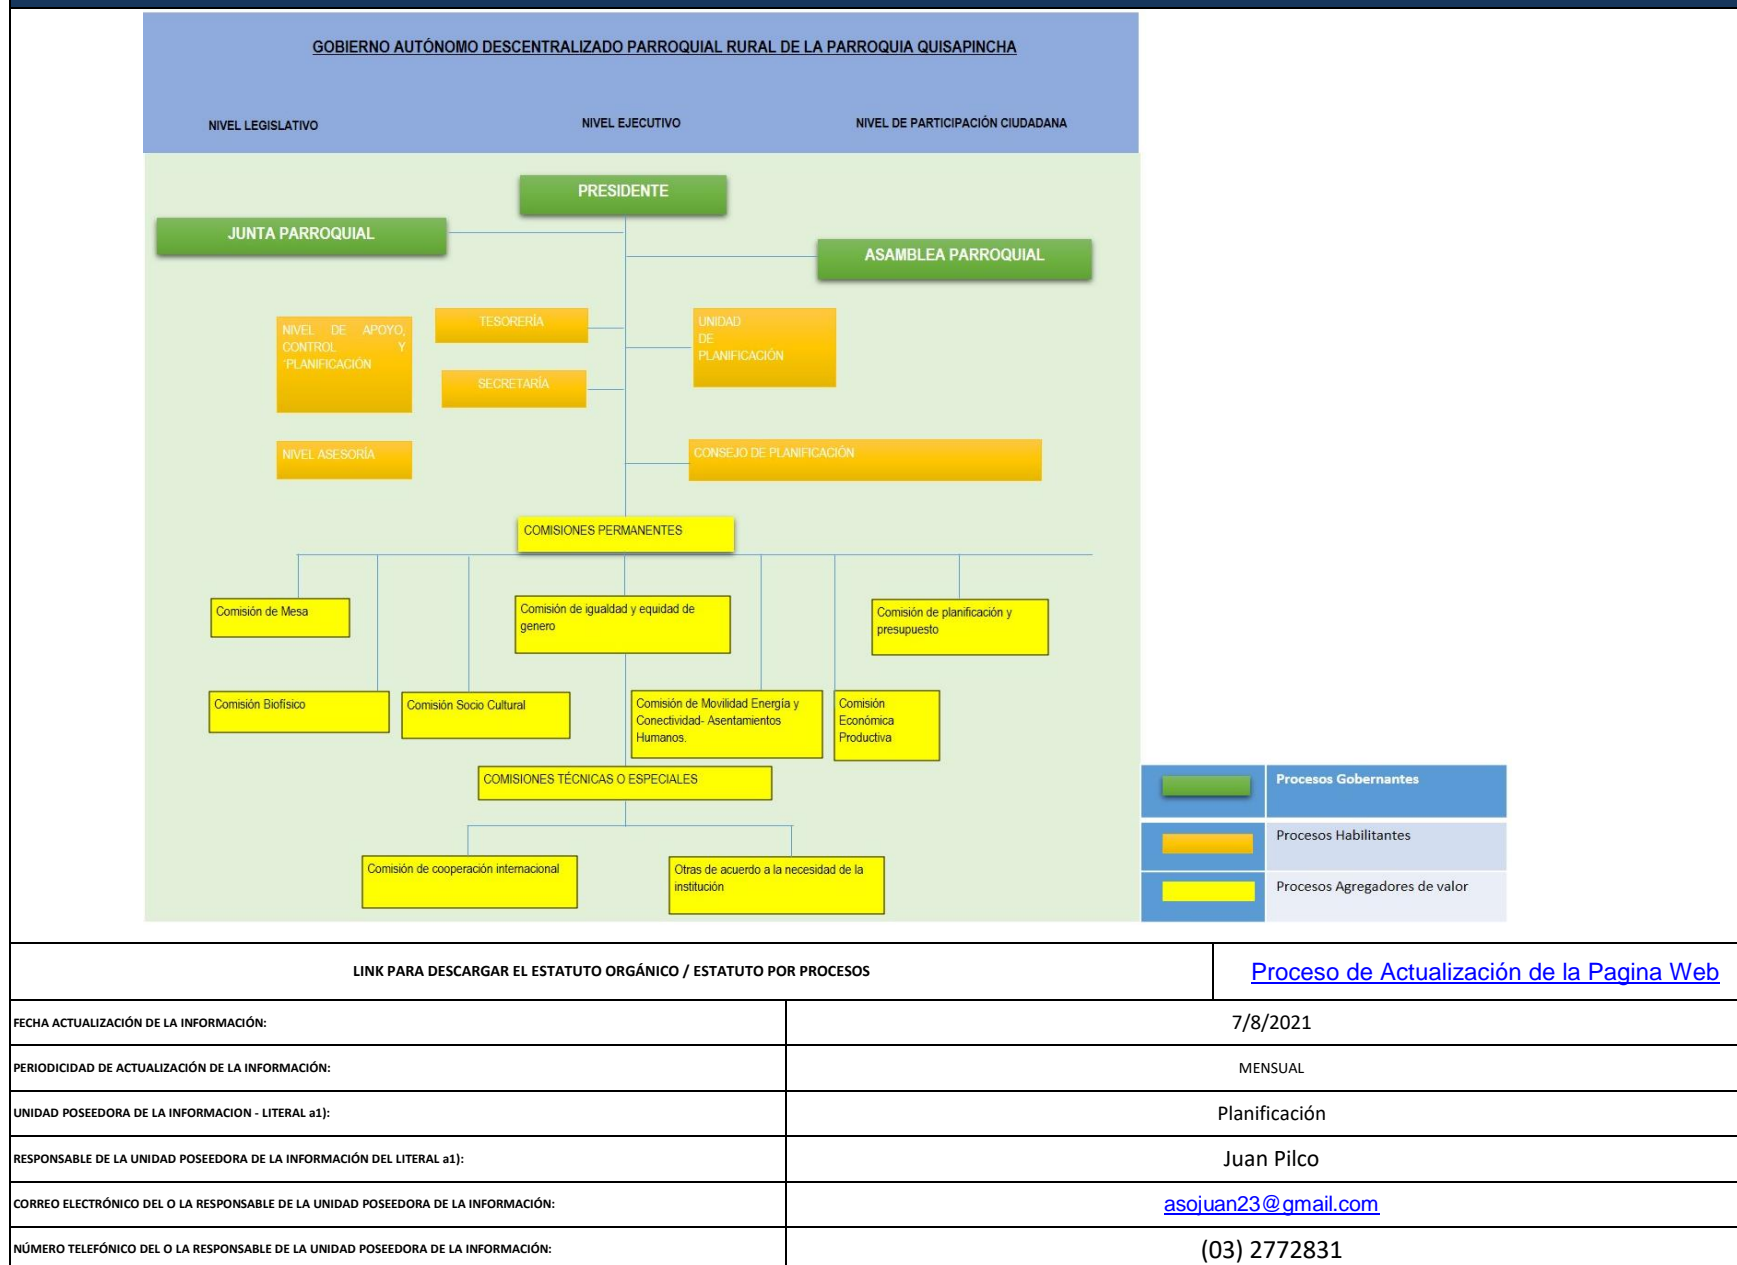 GOBIERNO AUTÓNOMO DESCENTRALIZADO PARROQUIAL RURAL DE LA PARROQUIA QUISAPINCHA
NIVEL LEGISLATIVO
NIVEL EJECUTIVO
NIVEL DE PARTICIPACIÓN CIUDADANA
PRESIDENTE
JUNTA PARROQUIAL
ASAMBLEA PARROQUIAL
NIVEL DE APOYO,
CONTROL Y
¨PLANIFICACIÓN
TESORERÍA
UNIDAD
DE
PLANIFICACIÓN
SECRETARÍA
NIVEL ASESORÍA
CONSEJO DE PLANIFICACIÓN
COMISIONES PERMANENTES
Comisión de Mesa
Comisión de igualdad y equidad de
genero
Comisión de planificación y
presupuesto
Comisión Biofísico
Comisión Socio Cultural
Comisión de Movilidad Energía y
Conectividad- Asentamientos
Humanos.
Comisión
Económica
Productiva
COMISIONES TÉCNICAS O ESPECIALES
Comisión de cooperación internacional
Otras de acuerdo a la necesidad de la
institución
Procesos Gobernantes
Procesos Habilitantes
Procesos Agregadores de valor
LINK PARA DESCARGAR EL ESTATUTO ORGÁNICO / ESTATUTO POR PROCESOS
Proceso de Actualización de la Pagina Web
FECHA ACTUALIZACIÓN DE LA INFORMACIÓN:
7/8/2021
PERIODICIDAD DE ACTUALIZACIÓN DE LA INFORMACIÓN:
MENSUAL
UNIDAD POSEEDORA DE LA INFORMACION - LITERAL a1):
Planificación
RESPONSABLE DE LA UNIDAD POSEEDORA DE LA INFORMACIÓN DEL LITERAL a1):
Juan Pilco
CORREO ELECTRÓNICO DEL O LA RESPONSABLE DE LA UNIDAD POSEEDORA DE LA INFORMACIÓN:
asojuan23@gmail.com
NÚMERO TELEFÓNICO DEL O LA RESPONSABLE DE LA UNIDAD POSEEDORA DE LA INFORMACIÓN:
(03) 2772831